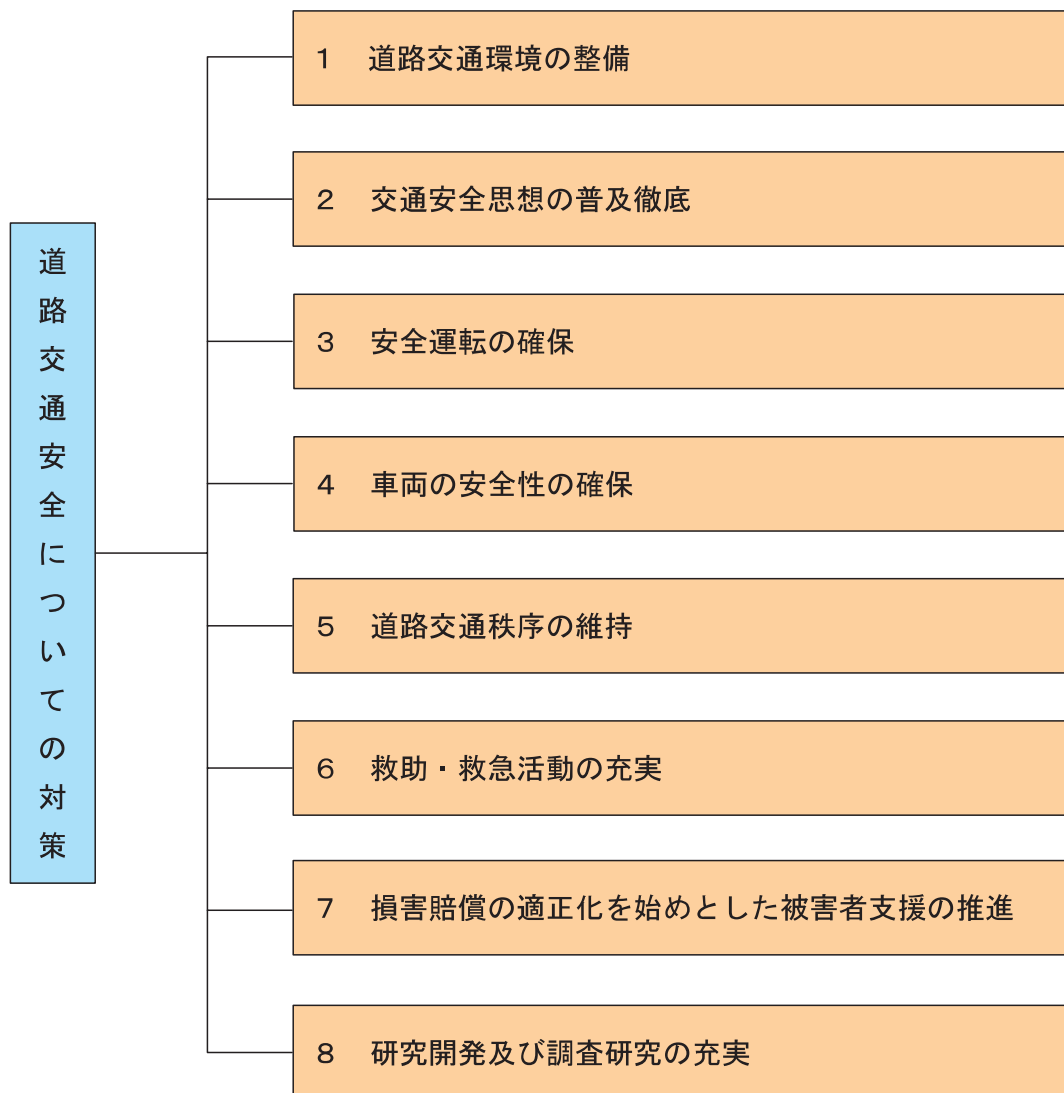 道路交通安全についての対策
1 道路交通環境の整備
2 交通安全思想の普及徹底
3 安全運転の確保
4 車両の安全性の確保
5 道路交通秩序の維持
6 救助・救急活動の充実
7 損害賠償の適正化を始めとした被害者支援の推進
8 研究開発及び調査研究の充実